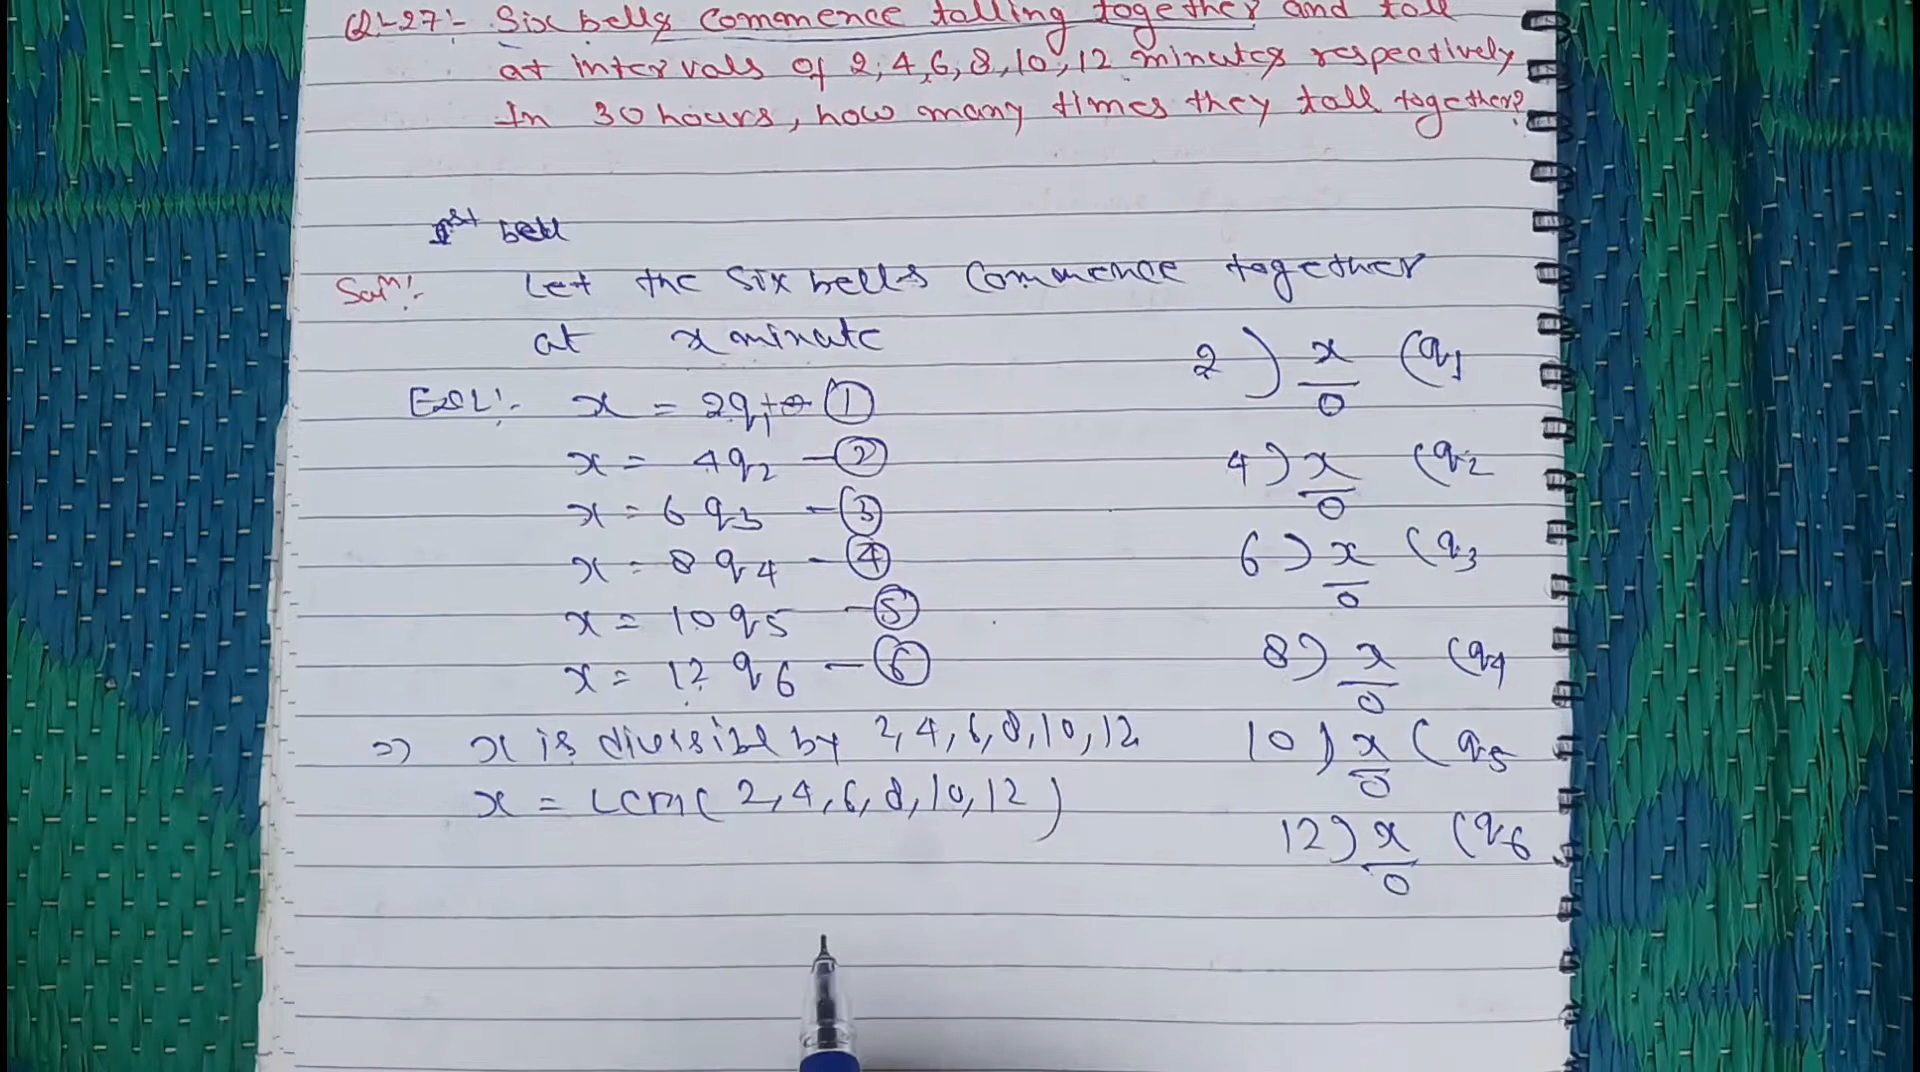 Q:-27:- Six bells commence tolling together and toll
at intervals of 2, 4, 6, 8, 10, 12 minutes respectively
In 30 hours, how many times they toll together?
1st bell
Som:- Let the six bells commence together
at x minute
EDL:- x = 2q1+0 ①
x = 4q2 - ②
x = 6q3 - ③
x = 8q4 - ④
x = 10q5 - ⑤
x = 12q6 - ⑥
=> x is divisible by 2, 4, 6, 8, 10, 12
x = Lcm( 2, 4, 6, 8, 10, 12 )
2 ) x ( q1
0
4 ) x ( q2
0
6 ) x ( q3
0
8 ) x ( q4
0
10 ) x ( q5
0
12 ) x ( q6
0